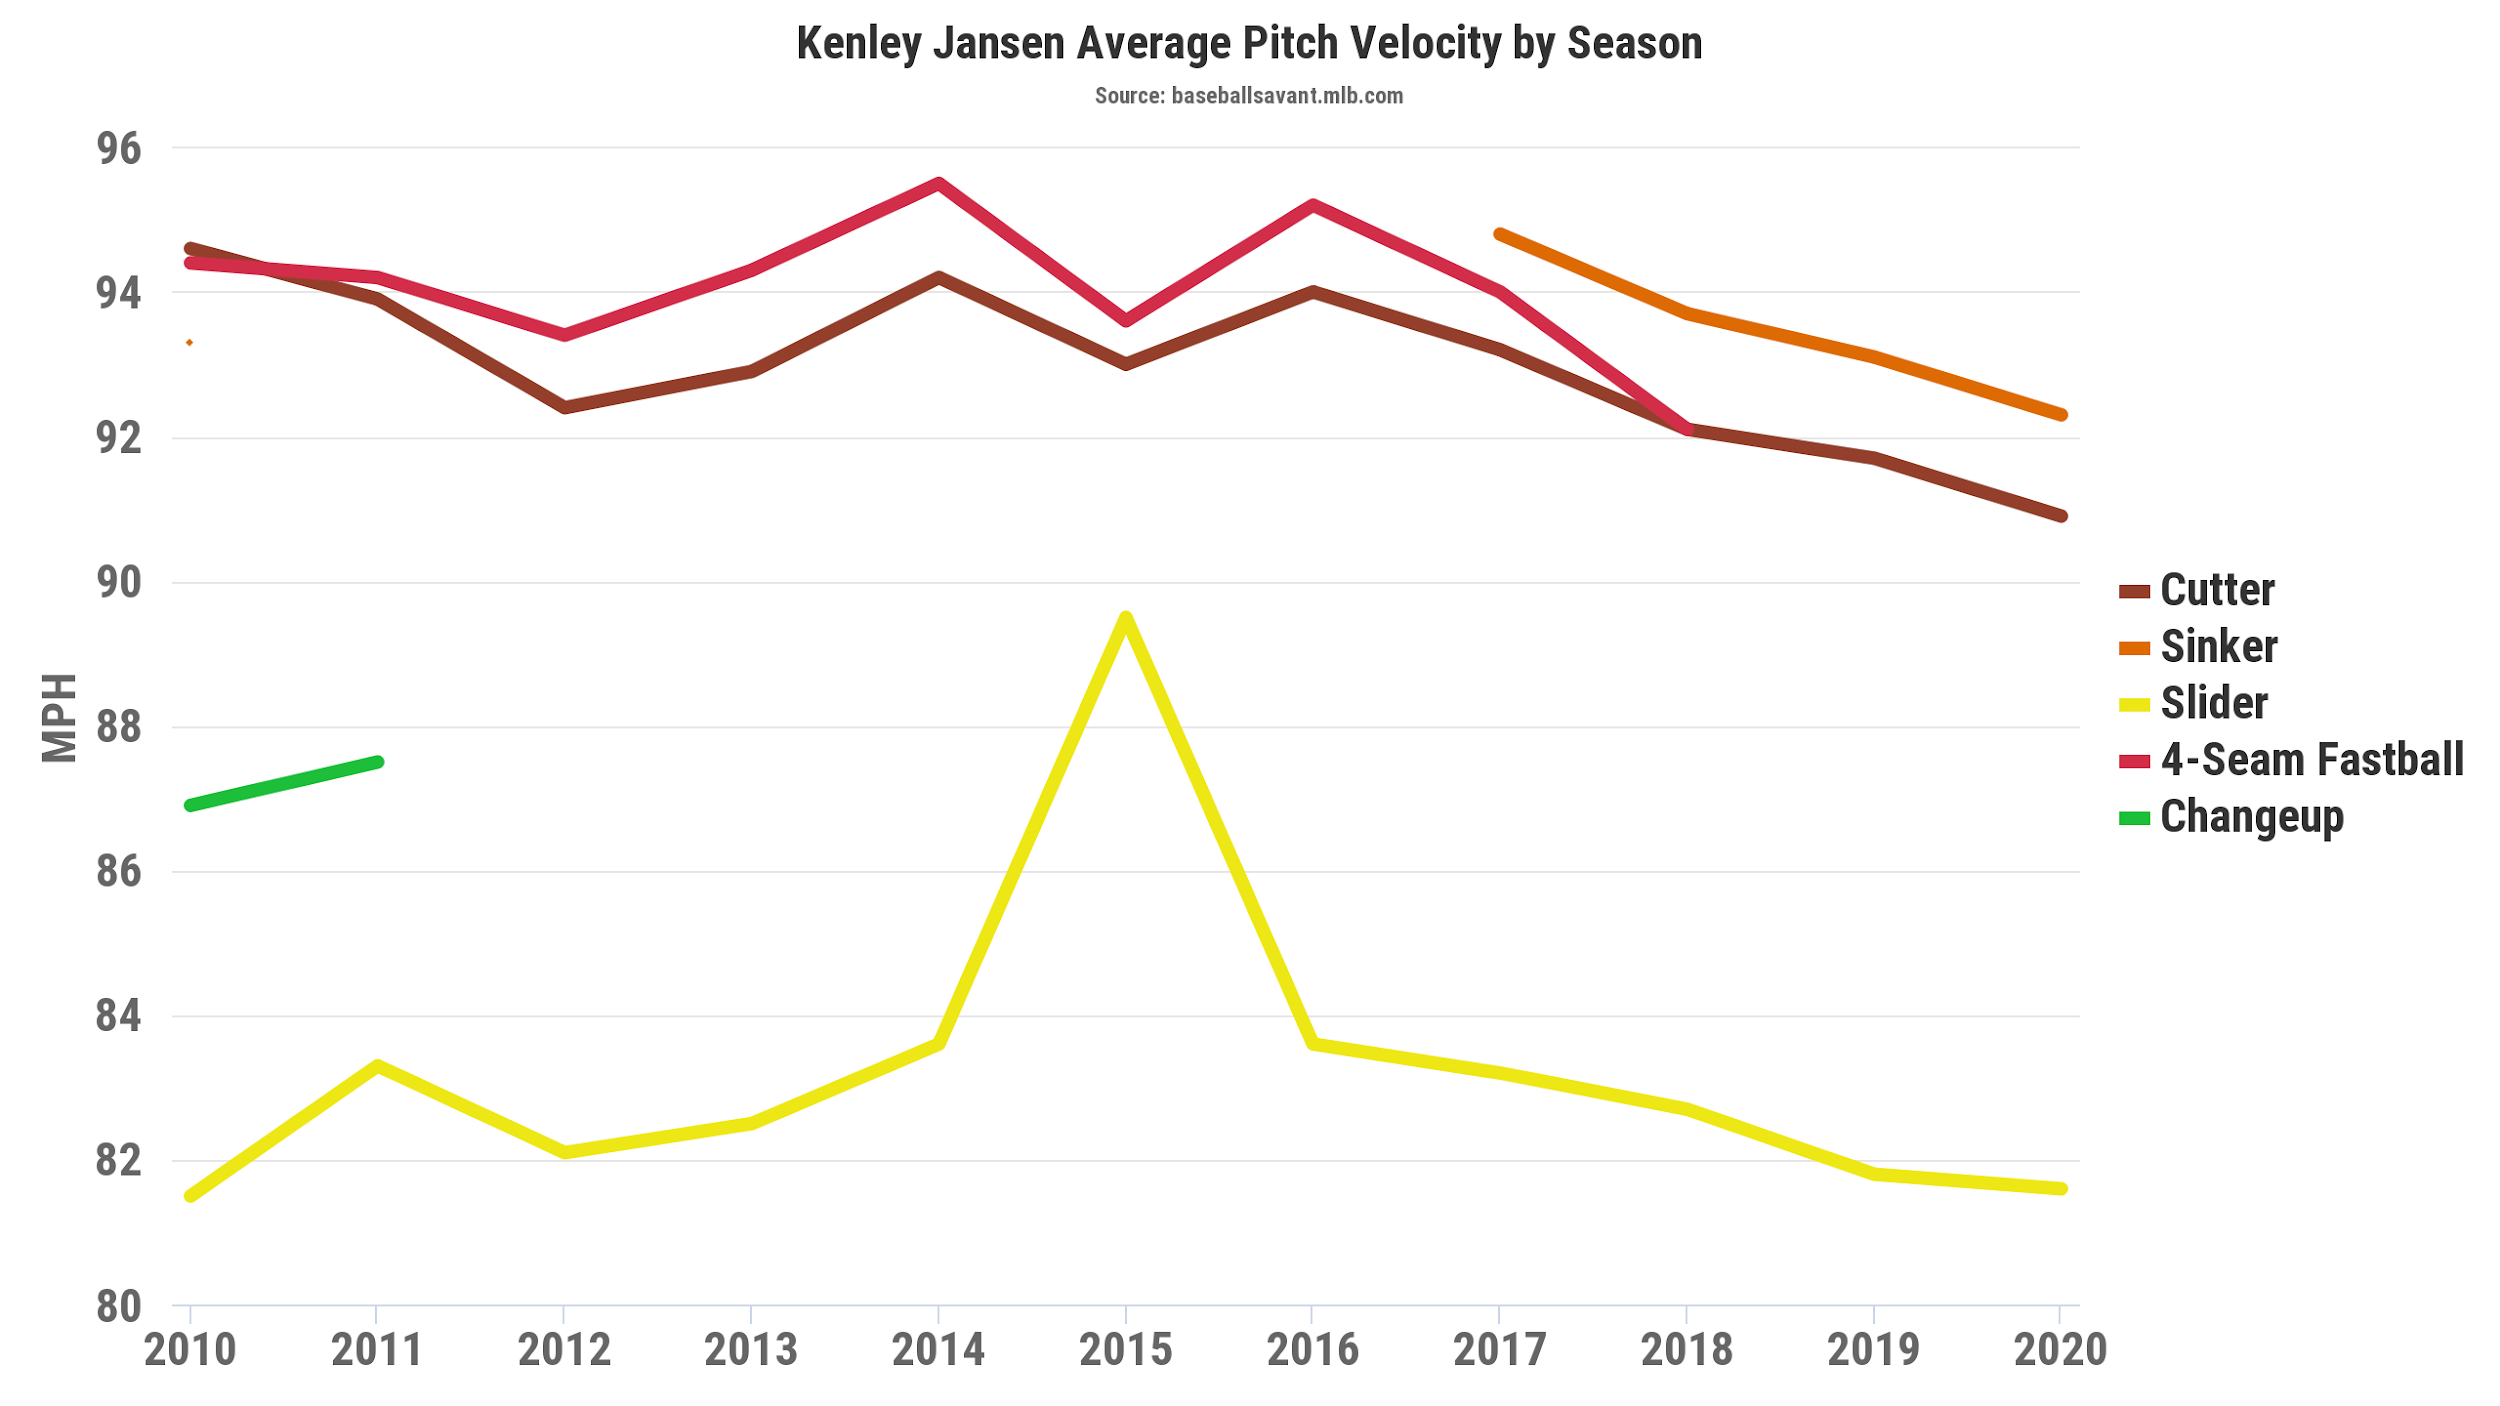 Kenley Jansen Average Pitch Velocity by Season
Source: baseballsavant.mlb.com
96
94
92
90
88
86
84
82
80
MPH
2010 2011 2012 2013 2014 2015 2016 2017 2018 2019 2020
Cutter
Sinker
Slider
4-Seam Fastball
Changeup